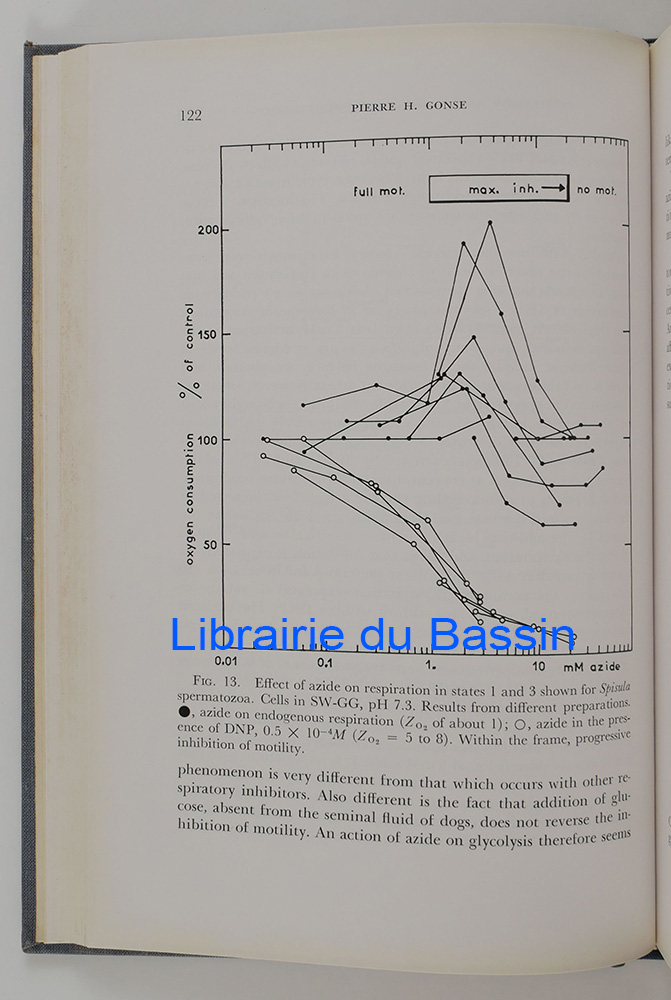 122
PIERRE H. GONSE
full mot.
max. inh.
no mot.
200
150
100
50
oxygen consumption % of control
0.01 0.1 1. 10 mM azide
Librairie du Bassin
FIG. 13. Effect of azide on respiration in states 1 and 3 shown for Spisula
spermatozoa. Cells in SW-GG, pH 7.3. Results from different preparations.
●, azide on endogenous respiration (ZO₂ of about 1); ○, azide in the pres-
ence of DNP, 0.5 × 10⁻⁴M (ZO₂ = 5 to 8). Within the frame, progressive
inhibition of motility.
phenomenon is very different from that which occurs with other re-
spiratory inhibitors. Also different is the fact that addition of glu-
cose, absent from the seminal fluid of dogs, does not reverse the in-
hibition of motility. An action of azide on glycolysis therefore seems